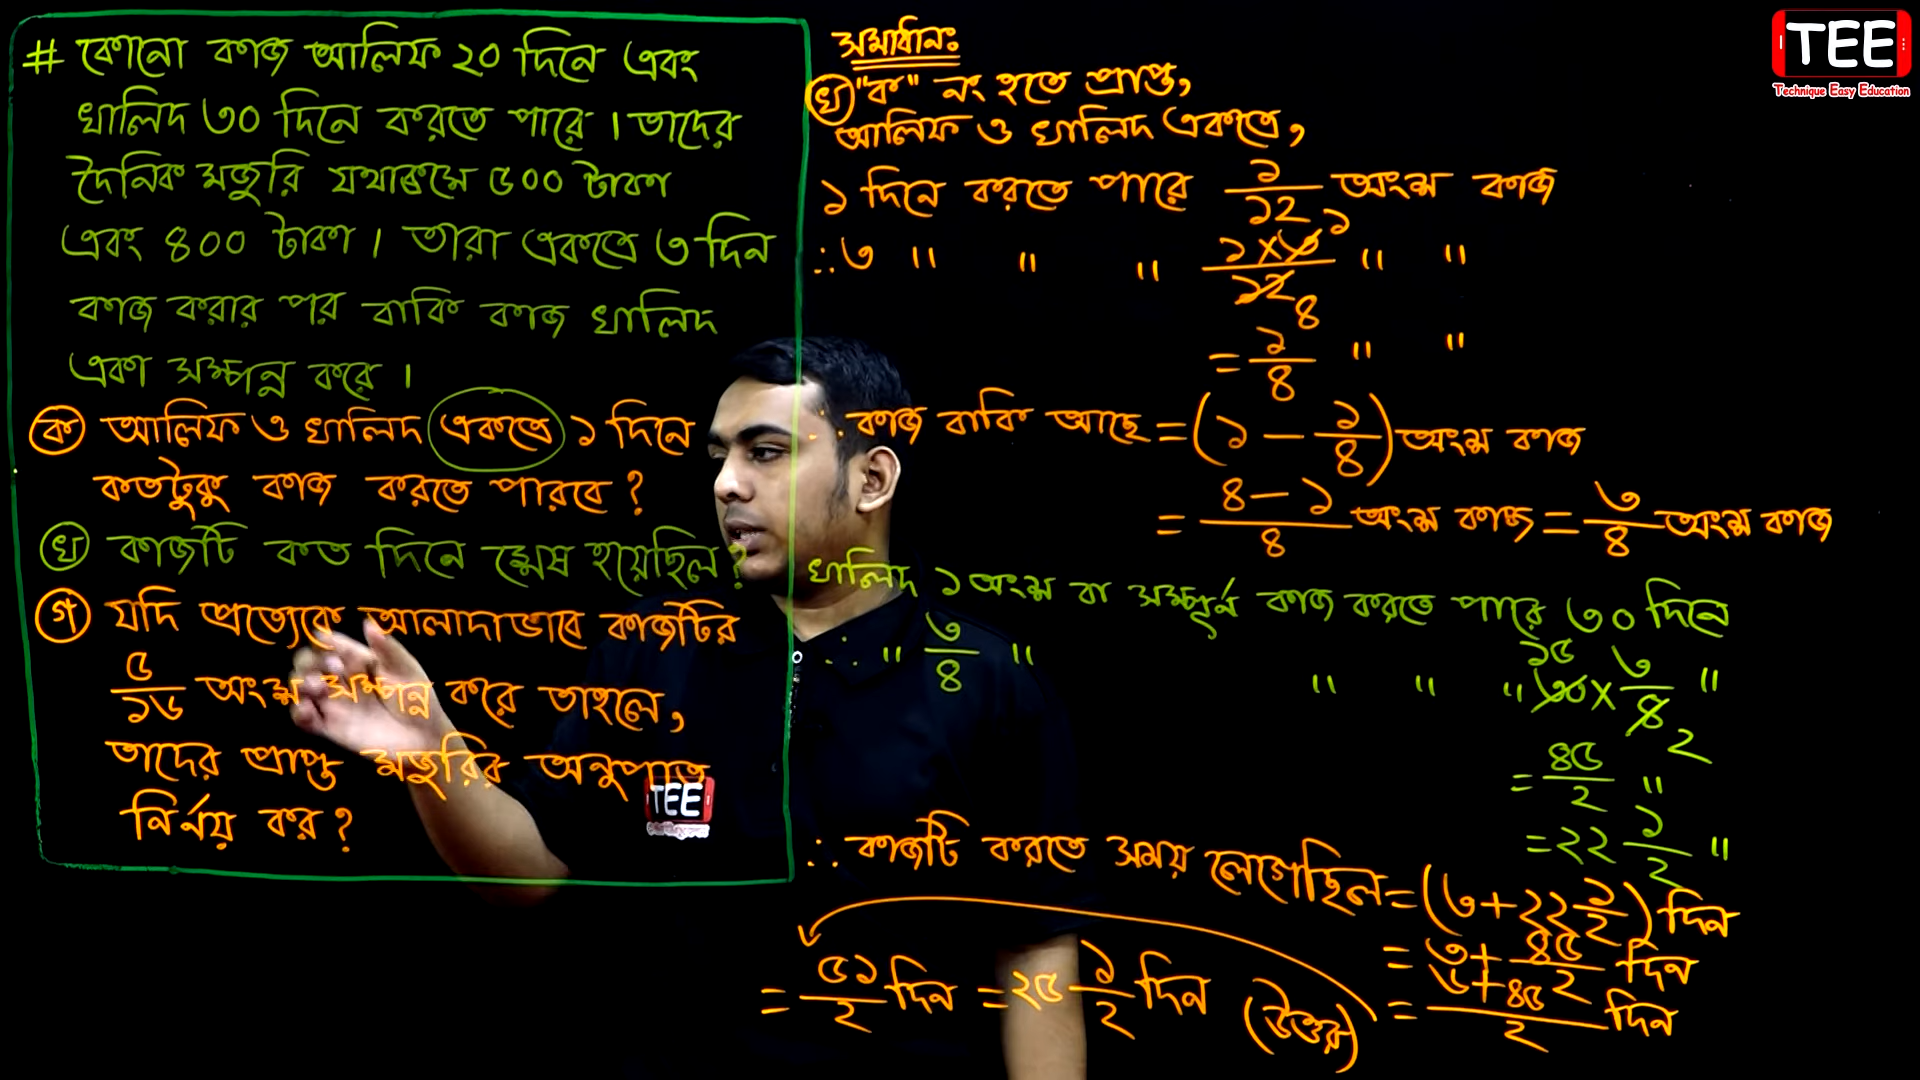 # কোনো কাজ আলিফ ২০ দিনে এবং
খালিদ ৩০ দিনে করতে পারে । তাদের
দৈনিক মজুরি যথাক্রমে ৫০০ টাকা
এবং ৪০০ টাকা । তারা একত্রে ৩ দিন
কাজ করার পর বাকি কাজ খালিদ
একা সম্পন্ন করে ।
ক আলিফ ও খালিদ একত্রে ১ দিনে
কতটুকু কাজ করতে পারবে ?
খ কাজটি কত দিনে শেষ হয়েছিল ?
গ যদি প্রত্যেকে আলাদাভাবে কাজটির
৫/১৬ অংশ সম্পন্ন করে তাহলে,
তাদের প্রাপ্ত মজুরির অনুপাত
নির্ণয় কর ?
সমাধানঃ
খ "ক" নং হতে প্রাপ্ত,
আলিফ ও খালিদ একত্রে,
১ দিনে করতে পারে ১/১২ অংশ কাজ
∴ ৩ " " " ১×৩/১২ ১ ৪ " "
= ১/৪ " "
∴ কাজ বাকি আছে = (১ − ১/৪) অংশ কাজ
= ৪−১/৪ অংশ কাজ = ৩/৪ অংশ কাজ
খালিদ ১ অংশ বা সম্পূর্ণ কাজ করতে পারে ৩০ দিনে
∴ " ৩/৪ " " " " ১৫ ৩০ × ৩/৪ ২ "
= ৪৫/২ "
= ২২ ১/২ "
∴ কাজটি করতে সময় লেগেছিল = (৩ + ২২ ১/২) দিন
= ৩ + ৪৫/২ দিন
= ৬+৪৫/২ দিন
= ৫১/২ দিন = ২৫ ১/২ দিন (উত্তর)
TEE
Technique Easy Education
TEE